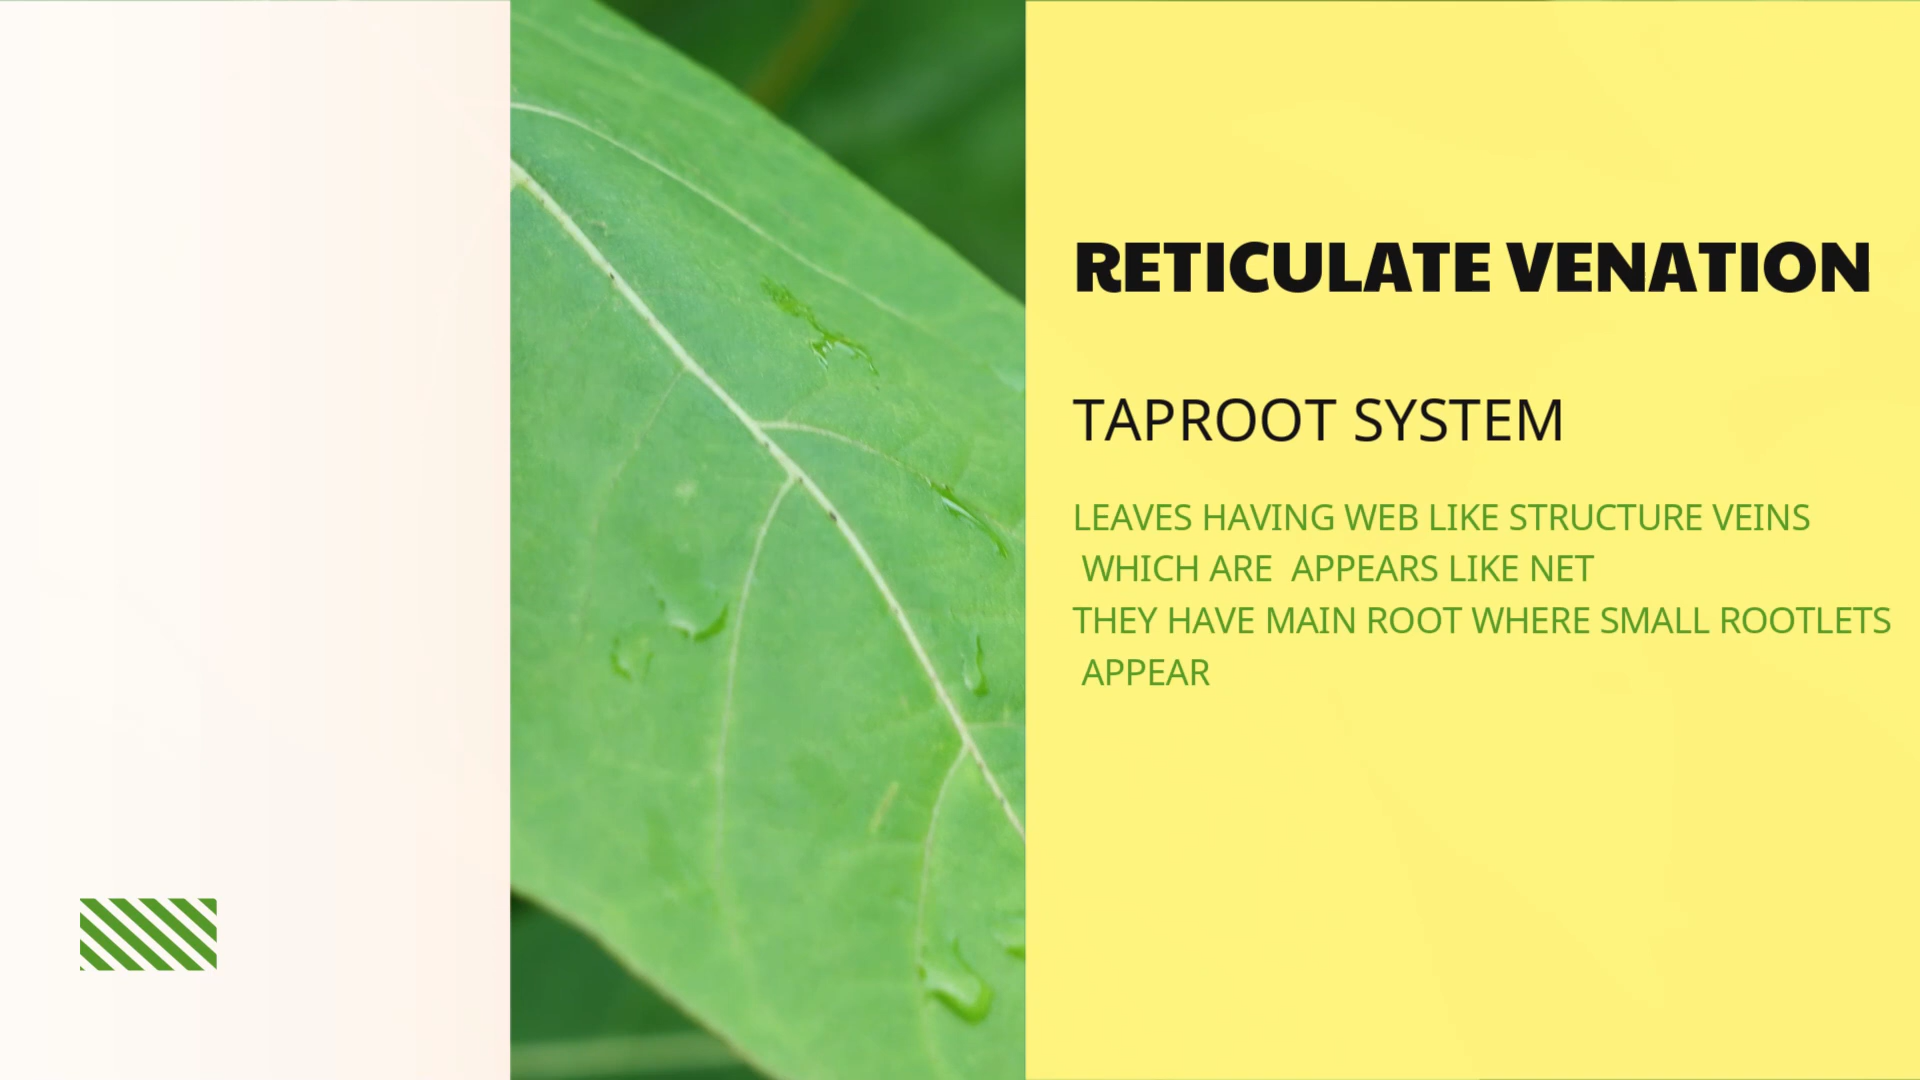 RETICULATE VENATION
TAPROOT SYSTEM
LEAVES HAVING WEB LIKE STRUCTURE VEINS
WHICH ARE  APPEARS LIKE NET
THEY HAVE MAIN ROOT WHERE SMALL ROOTLETS
APPEAR